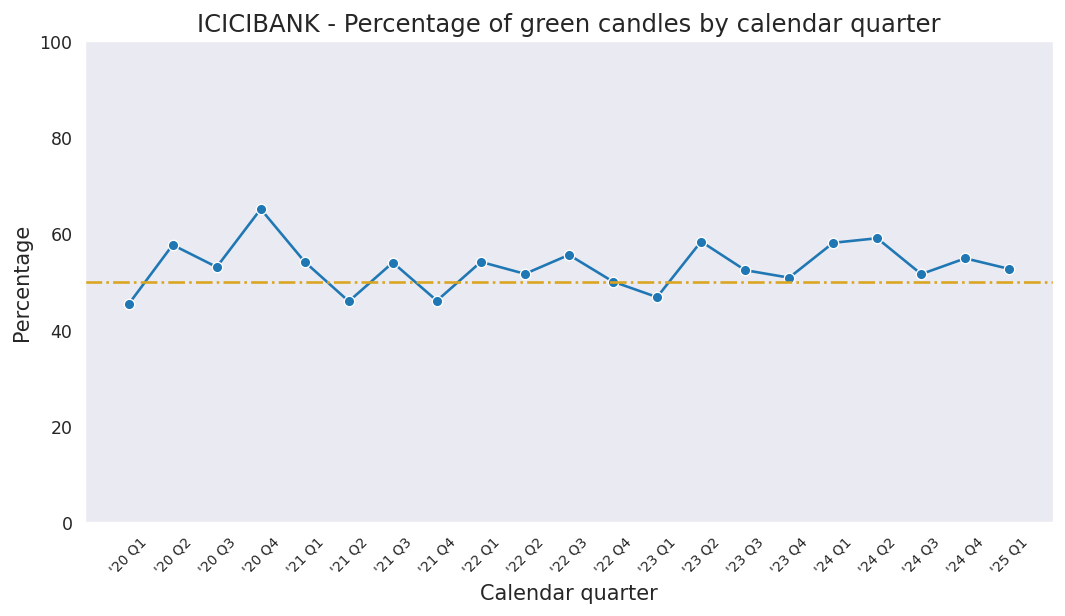 ICICIBANK - Percentage of green candles by calendar quarter
Percentage
100
80
60
40
20
0
'20 Q1
'20 Q2
'20 Q3
'20 Q4
'21 Q1
'21 Q2
'21 Q3
'21 Q4
'22 Q1
'22 Q2
'22 Q3
'22 Q4
'23 Q1
'23 Q2
'23 Q3
'23 Q4
'24 Q1
'24 Q2
'24 Q3
'24 Q4
'25 Q1
Calendar quarter